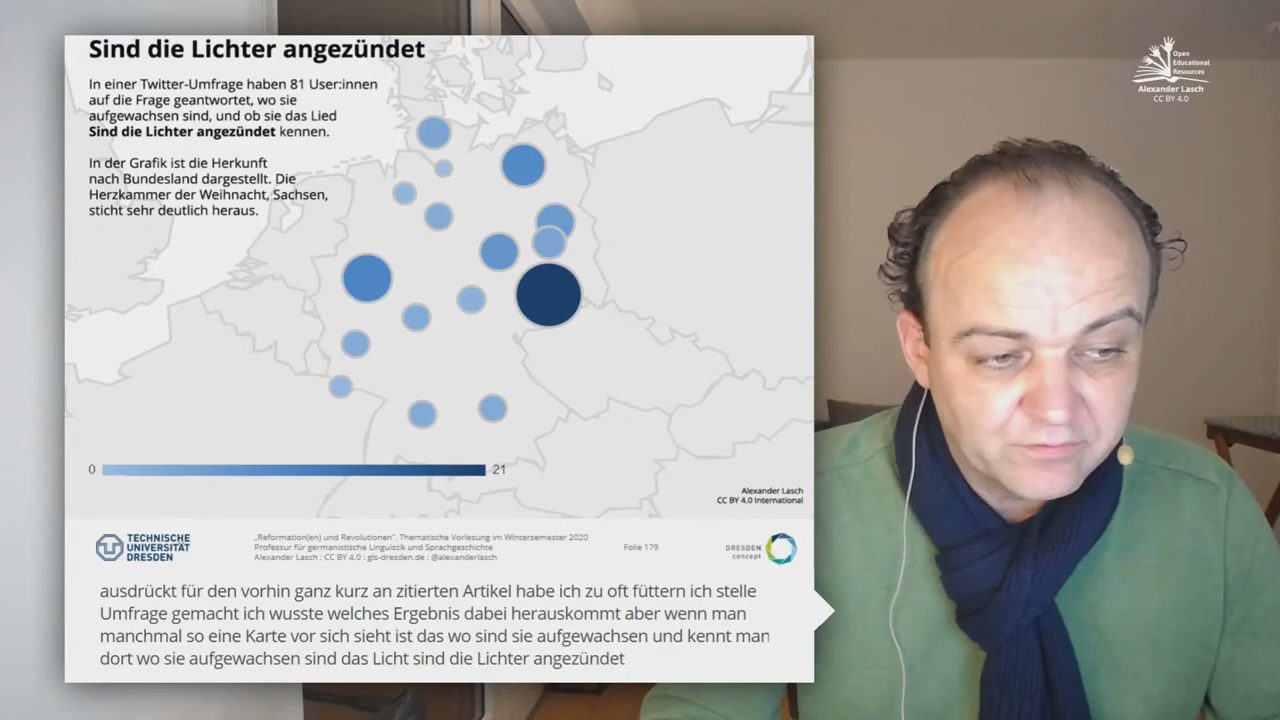 Sind die Lichter angezündet
In einer Twitter-Umfrage haben 81 User:innen
auf die Frage geantwortet, wo sie
aufgewachsen sind, und ob sie das Lied
Sind die Lichter angezündet kennen.
In der Grafik ist die Herkunft
nach Bundesland dargestellt. Die
Herzkammer der Weihnacht, Sachsen,
sticht sehr deutlich heraus.
0
21
Alexander Lasch
CC BY 4.0 International
TECHNISCHE
UNIVERSITÄT
DRESDEN
„Reformation(en) und Revolutionen“. Thematische Vorlesung im Wintersemester 2020
Professur für germanistische Linguistik und Sprachgeschichte
Alexander Lasch : CC BY 4.0 : gls-dresden.de : @alexanderlasch
Folie 179
DRESDEN
concept
ausdrückt für den vorhin ganz kurz an zitierten Artikel habe ich zu oft füttern ich stelle
Umfrage gemacht ich wusste welches Ergebnis dabei herauskommt aber wenn man
manchmal so eine Karte vor sich sieht ist das wo sind sie aufgewachsen und kennt man
dort wo sie aufgewachsen sind das Licht sind die Lichter angezündet
Open
Educational
Resources
Alexander Lasch
CC BY 4.0